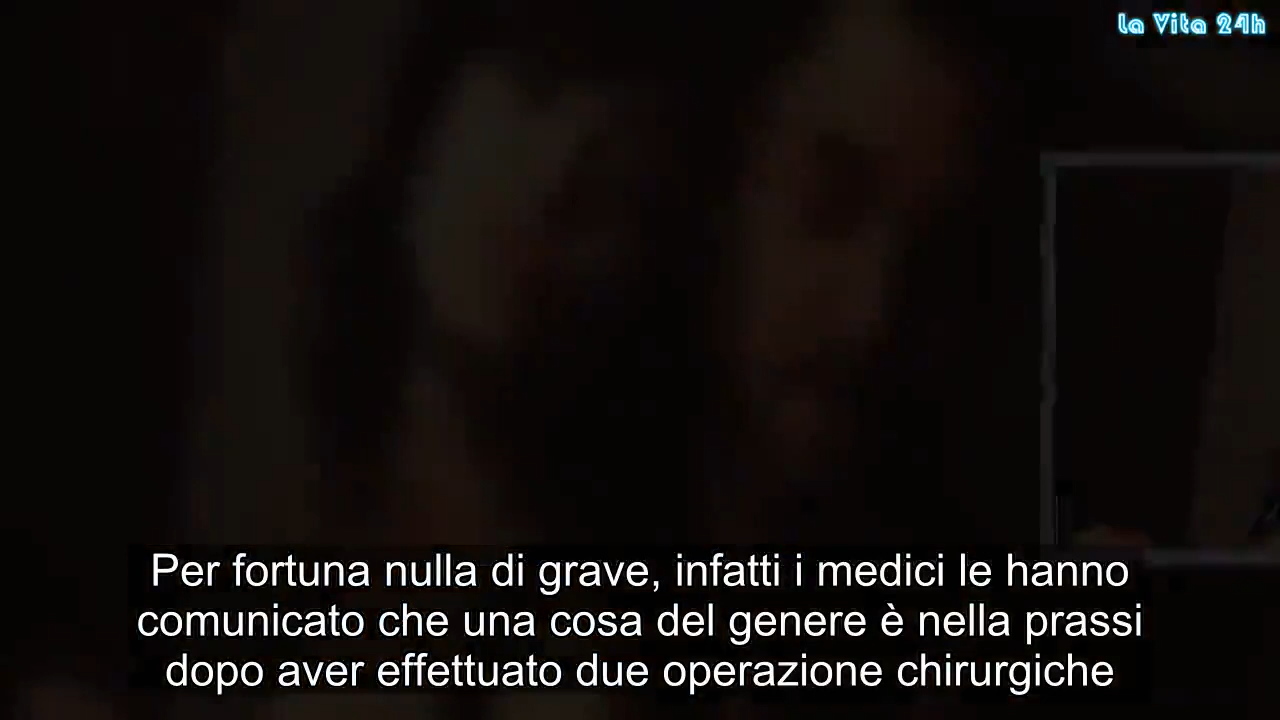 la Vita 24h
Per fortuna nulla di grave, infatti i medici le hanno
comunicato che una cosa del genere è nella prassi
dopo aver effettuato due operazione chirurgiche